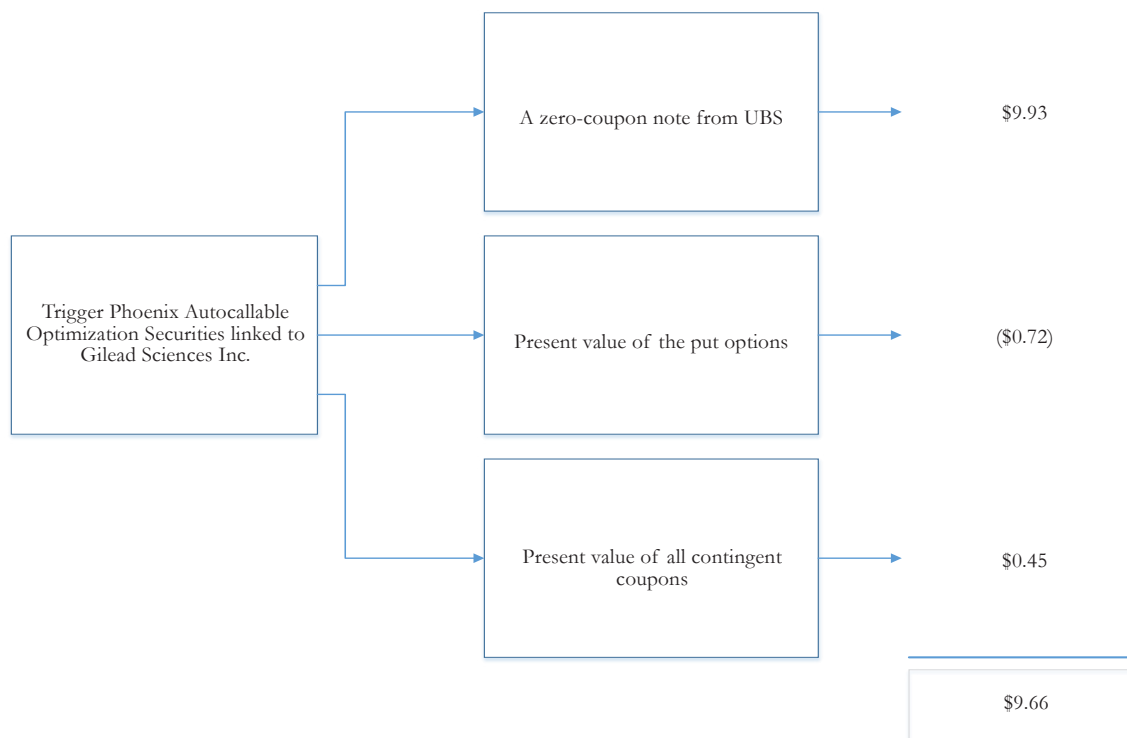 A zero-coupon note from UBS
$9.93
Trigger Phoenix Autocallable
Optimization Securities linked to
Gilead Sciences Inc.
Present value of the put options
($0.72)
Present value of all contingent
coupons
$0.45
$9.66